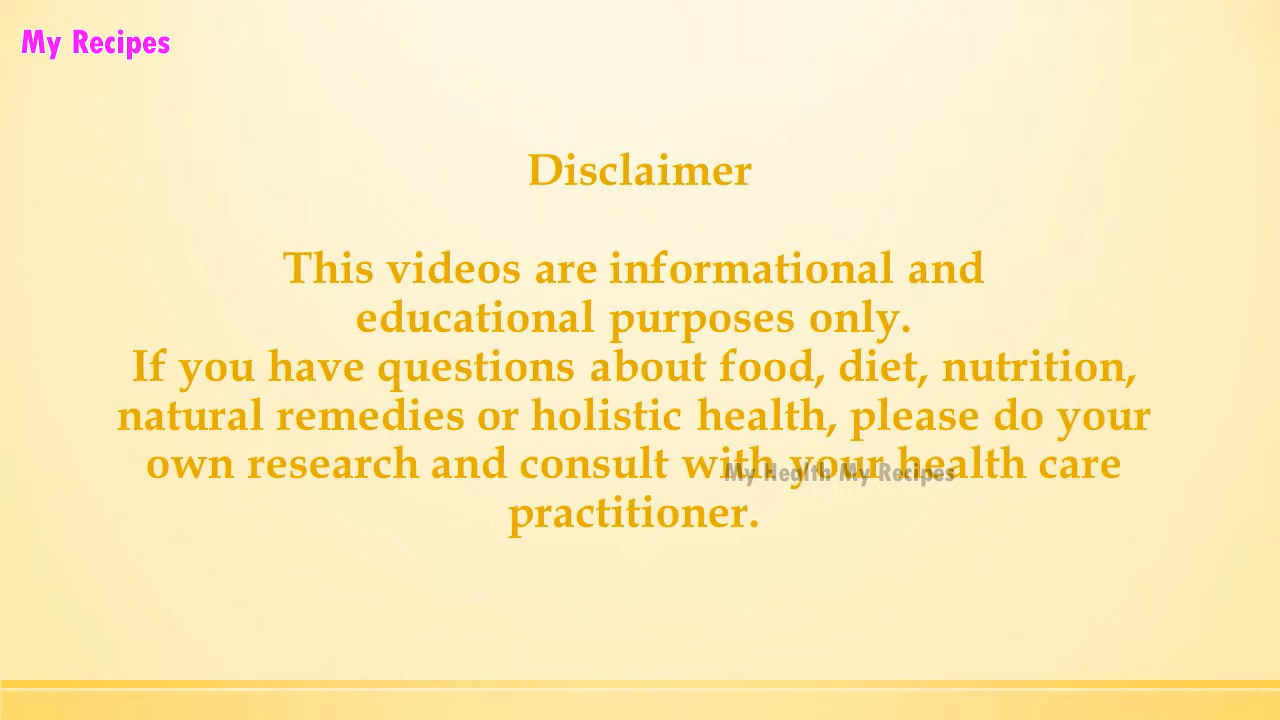 My Recipes
Disclaimer
This videos are informational and
educational purposes only.
If you have questions about food, diet, nutrition,
natural remedies or holistic health, please do your
own research and consult with your health care
My Health My Recipes
practitioner.